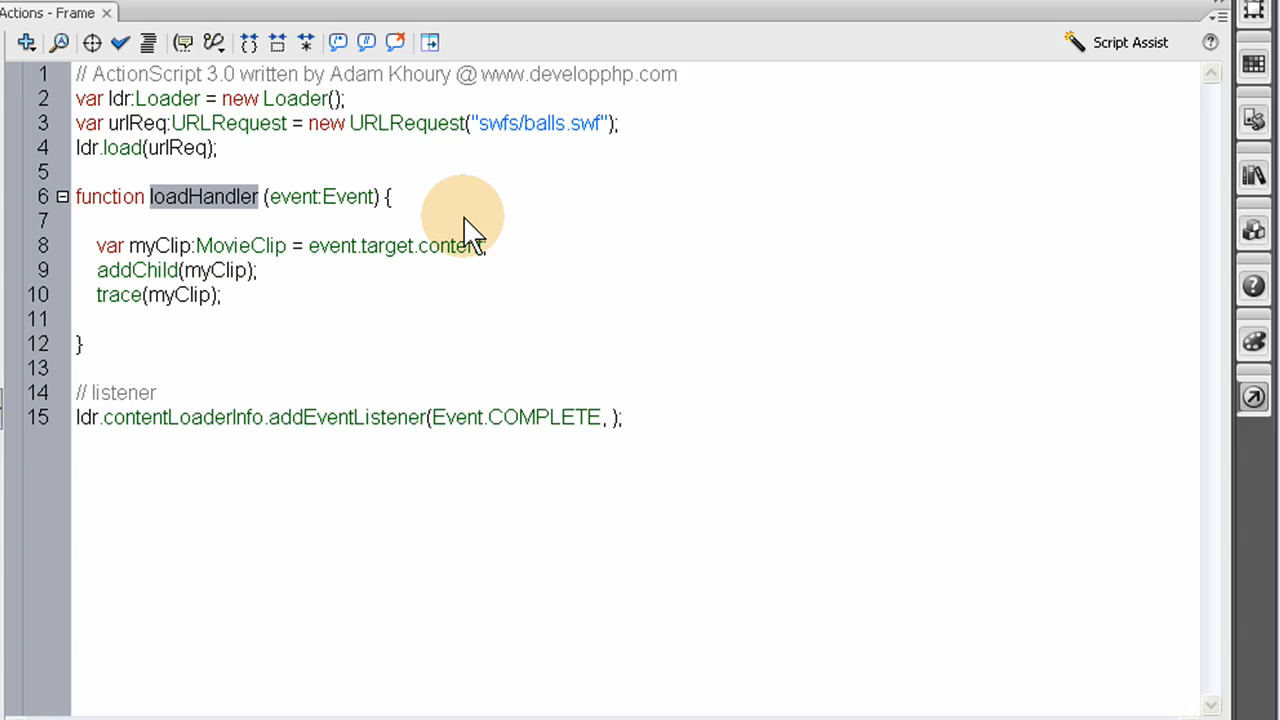 Actions - Frame
Script Assist
1 // ActionScript 3.0 written by Adam Khoury @ www.developphp.com
2 var ldr:Loader = new Loader();
3 var urlReq:URLRequest = new URLRequest("swfs/balls.swf");
4 ldr.load(urlReq);
5
6 function loadHandler (event:Event) {
7
8 var myClip:MovieClip = event.target.content;
9 addChild(myClip);
10 trace(myClip);
11
12 }
13
14 // listener
15 ldr.contentLoaderInfo.addEventListener(Event.COMPLETE, );